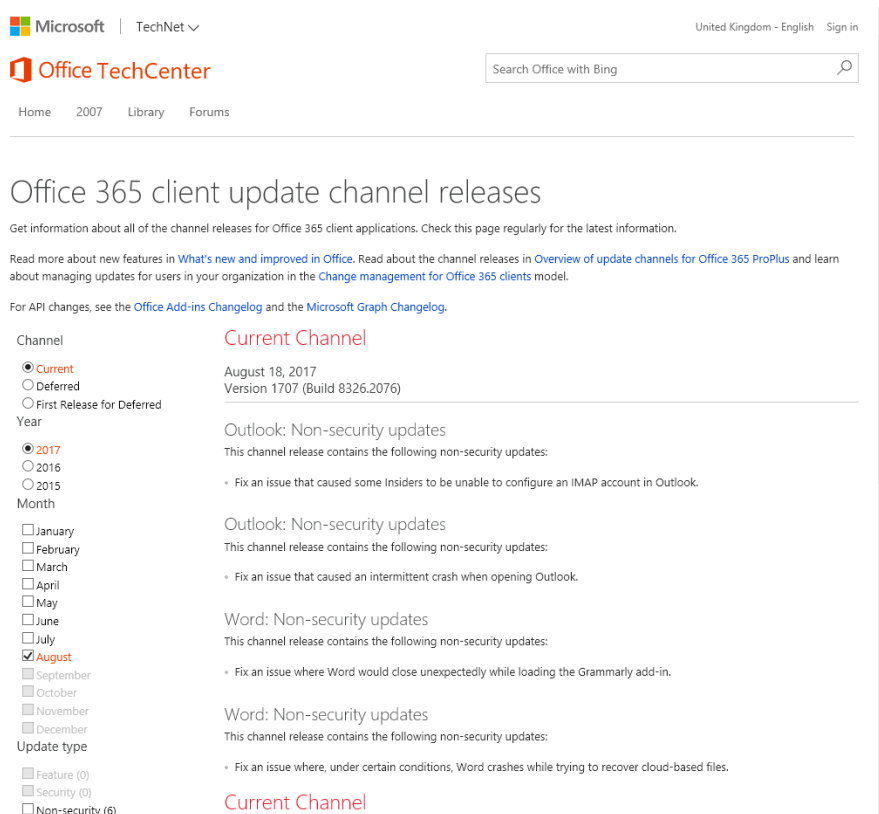 Microsoft | TechNet
United Kingdom - English Sign in
Office TechCenter
Search Office with Bing
Home 2007 Library Forums
Office 365 client update channel releases
Get information about all of the channel releases for Office 365 client applications. Check this page regularly for the latest information.
Read more about new features in What's new and improved in Office. Read about the channel releases in Overview of update channels for Office 365 ProPlus and learn
about managing updates for users in your organization in the Change management for Office 365 clients model.
For API changes, see the Office Add-ins Changelog and the Microsoft Graph Changelog.
Channel
Current
Deferred
First Release for Deferred
Year
2017
2016
2015
Month
January
February
March
April
May
June
July
August
September
October
November
December
Update type
Feature (0)
Security (0)
Non-security (6)
Current Channel
August 18, 2017
Version 1707 (Build 8326.2076)
Outlook: Non-security updates
This channel release contains the following non-security updates:
• Fix an issue that caused some Insiders to be unable to configure an IMAP account in Outlook.
Outlook: Non-security updates
This channel release contains the following non-security updates:
• Fix an issue that caused an intermittent crash when opening Outlook.
Word: Non-security updates
This channel release contains the following non-security updates:
• Fix an issue where Word would close unexpectedly while loading the Grammarly add-in.
Word: Non-security updates
This channel release contains the following non-security updates:
• Fix an issue where, under certain conditions, Word crashes while trying to recover cloud-based files.
Current Channel